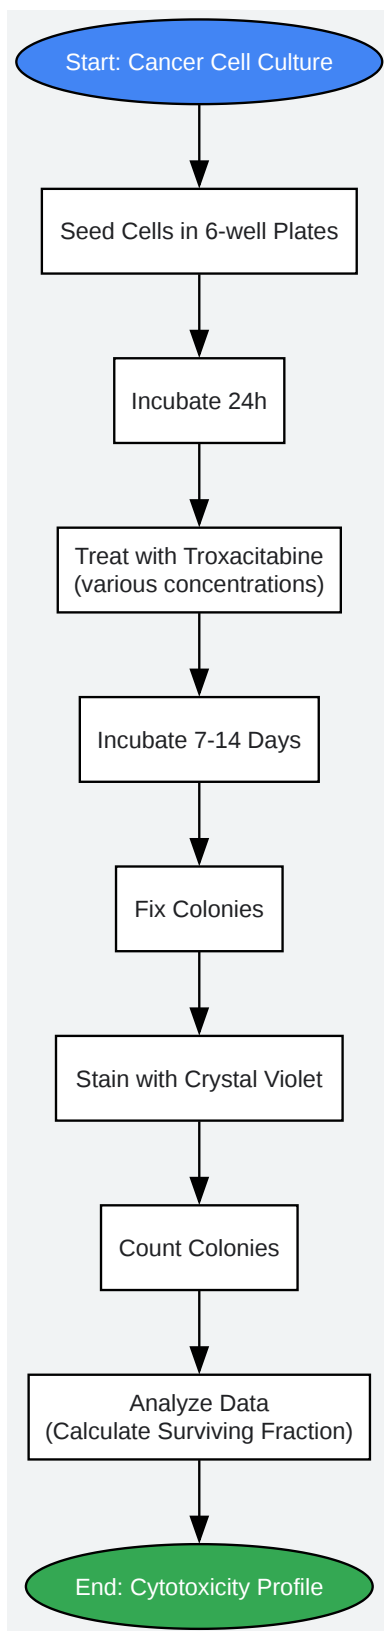 Start: Cancer Cell Culture
Seed Cells in 6-well Plates
Incubate 24h
Treat with Troxacitabine
(various concentrations)
Incubate 7-14 Days
Fix Colonies
Stain with Crystal Violet
Count Colonies
Analyze Data
(Calculate Surviving Fraction)
End: Cytotoxicity Profile